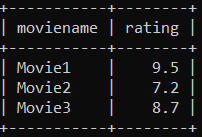 +-----------+--------+
| moviename | rating |
+-----------+--------+
| Movie1    |    9.5 |
| Movie2    |    7.2 |
| Movie3    |    8.7 |
+-----------+--------+